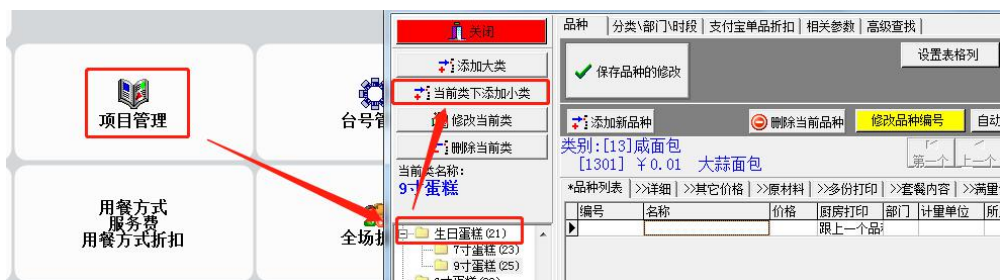 项目管理
台号管
用餐方式
服务费
用餐方式折扣
全场折
关闭
添加大类
当前类下添加小类
修改当前类
删除当前类
当前类名称:
9寸蛋糕
生日蛋糕(21)
7寸蛋糕(23)
9寸蛋糕(25)
品种
分类\部门\时段
支付宝单品折扣
相关参数
高级查找
保存品种的修改
设置表格列
添加新品种
删除当前品种
修改品种编号
自动
类别:[13]咸面包
[1301] ￥0.01 大蒜面包
第一个
上一个
*品种列表
>>详细
>>其它价格
>>原材料
>>多份打印
>>套餐内容
>>满量
编号
名称
价格
厨房打印
部门
计量单位
所
跟上一个品